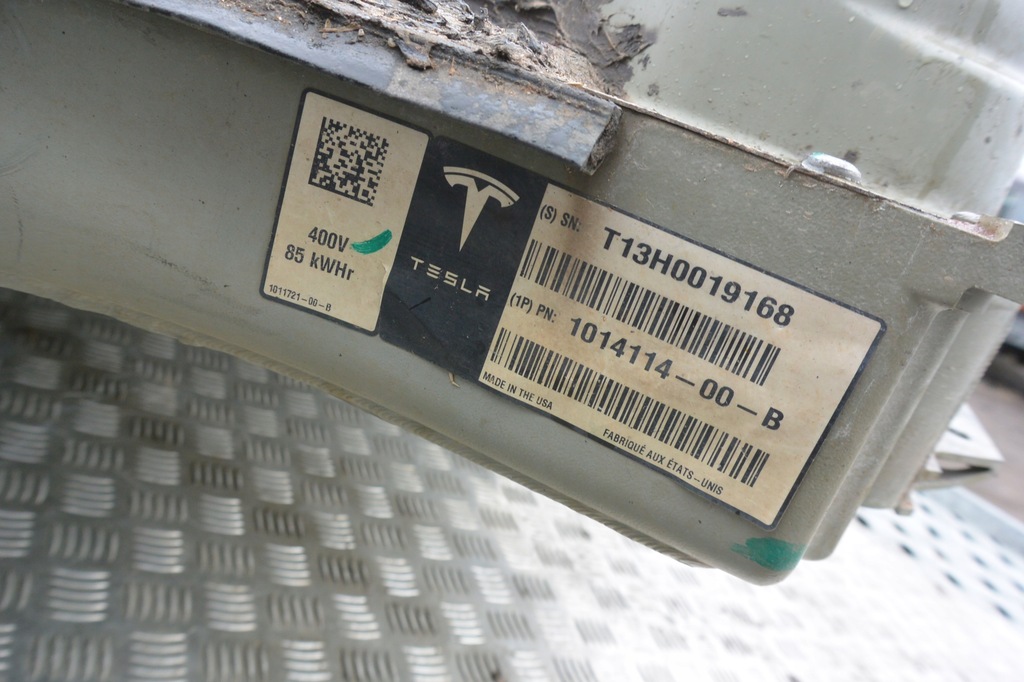 400V
85 kWHr
1011721-00-B
TESLA
(S) SN: T13H0019168
(1P) PN: 1014114-00-B
MADE IN THE USA
FABRIQUÉ AUX ÉTATS-UNIS